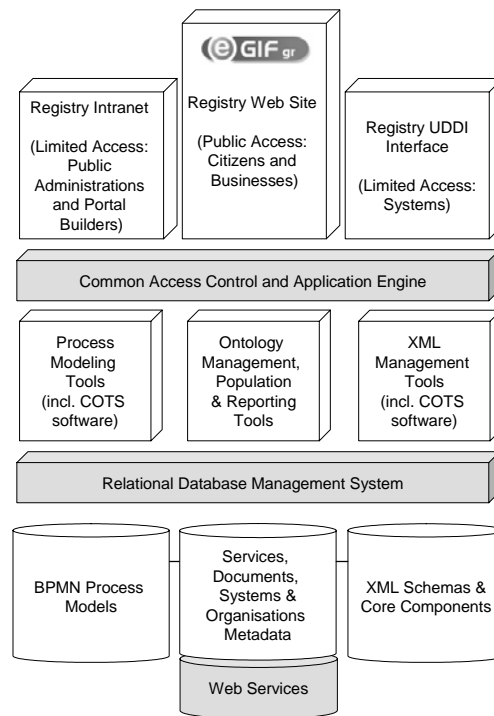 eGIF gr
Registry Intranet
(Limited Access:
Public
Administrations
and Portal
Builders)
Registry Web Site
(Public Access:
Citizens and
Businesses)
Registry UDDI
Interface
(Limited Access:
Systems)
Common Access Control and Application Engine
Process
Modeling
Tools
(incl. COTS
software)
Ontology
Management,
Population
& Reporting
Tools
XML
Management
Tools
(incl. COTS
software)
Relational Database Management System
BPMN Process
Models
Services,
Documents,
Systems &
Organisations
Metadata
XML Schemas &
Core Components
Web Services